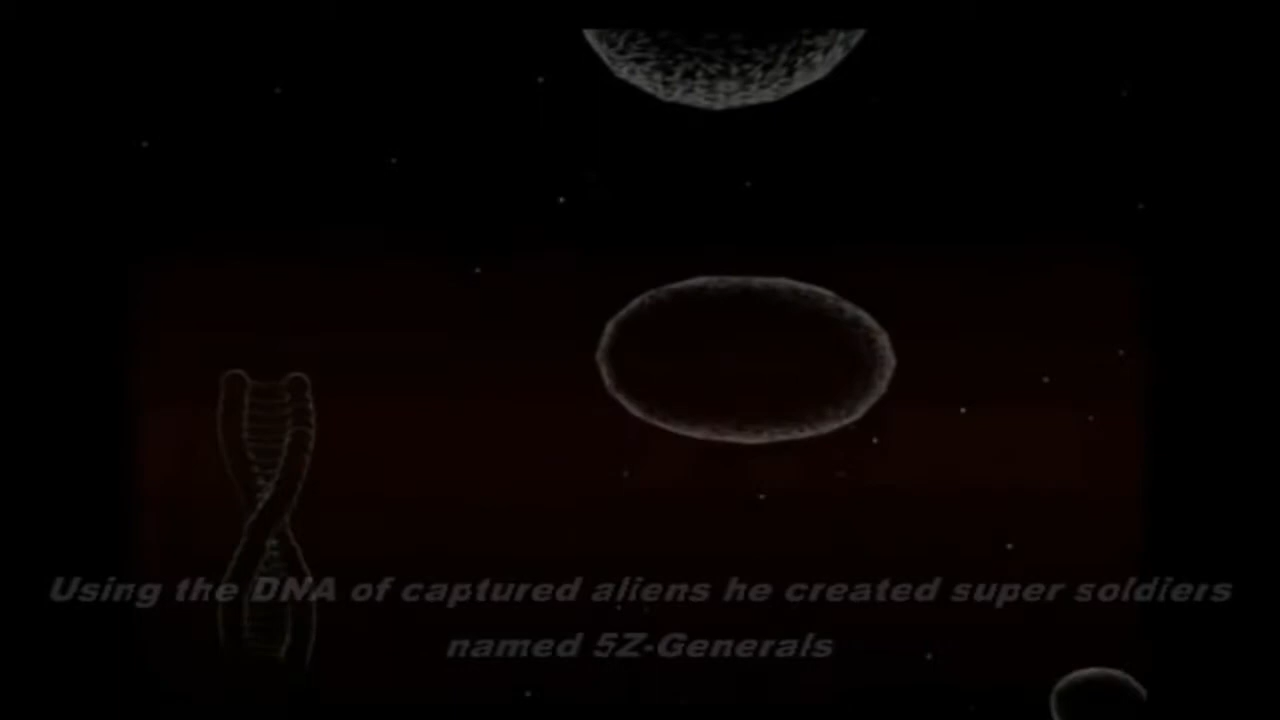 Using the DNA of captured aliens he created super soldiers
named 5Z-Generals